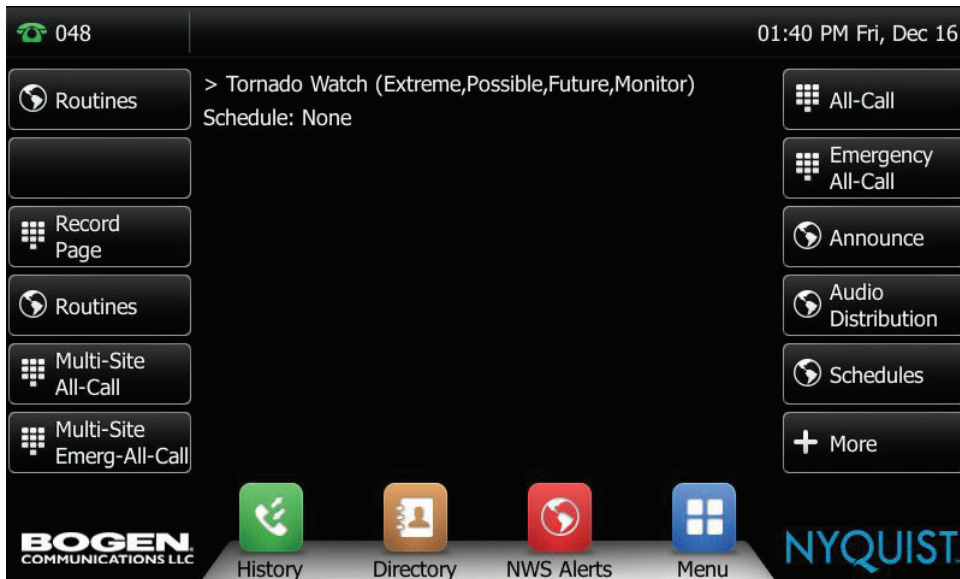 048
01:40 PM Fri, Dec 16
Routines
Record
Page
Routines
Multi-Site
All-Call
Multi-Site
Emerg-All-Call
> Tornado Watch (Extreme,Possible,Future,Monitor)
Schedule: None
All-Call
Emergency
All-Call
Announce
Audio
Distribution
Schedules
More
BOGEN
COMMUNICATIONS LLC
History
Directory
NWS Alerts
Menu
NYQUIST